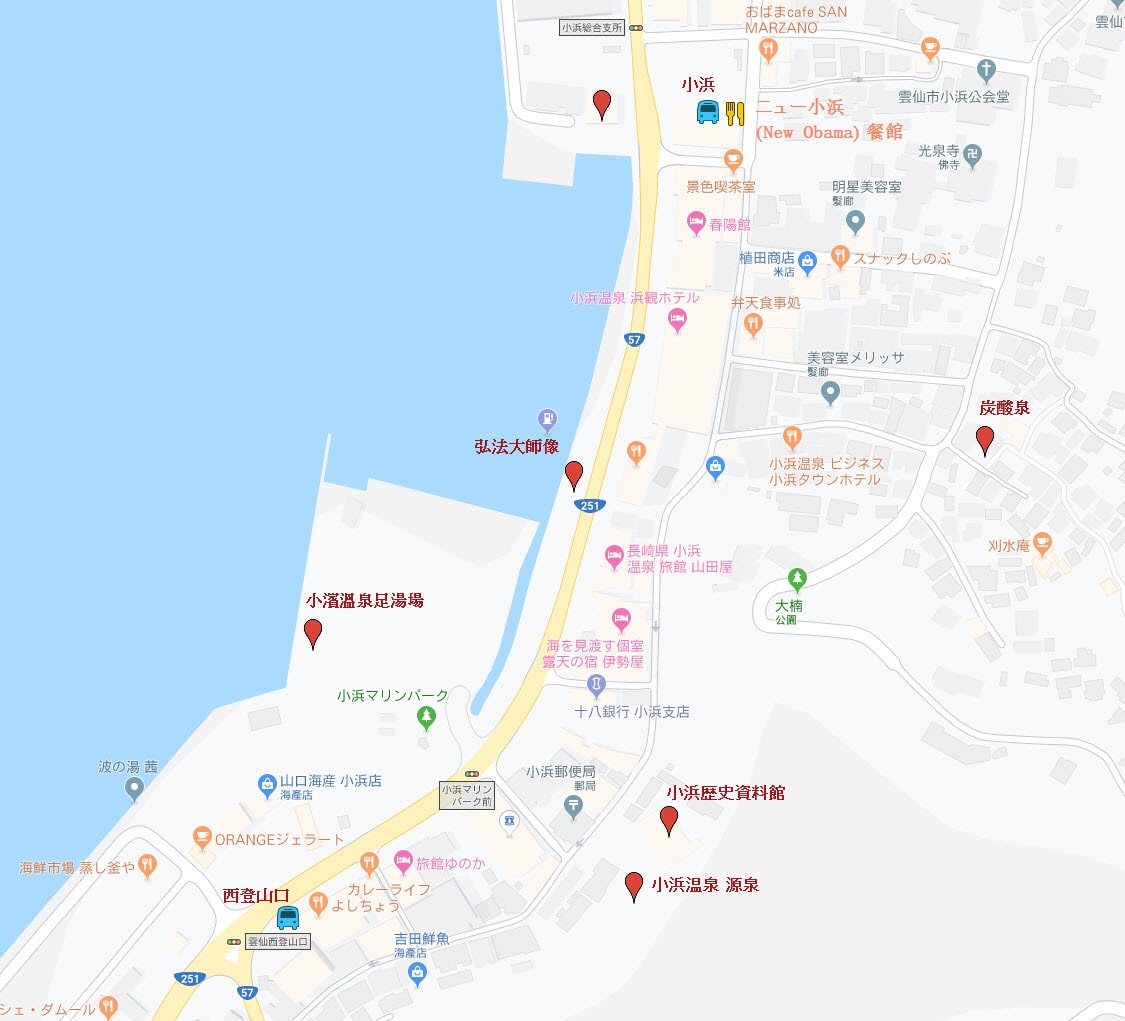 おばまcafe SAN
MARZANO
雲仙
小浜総合支所
小浜
雲仙市小浜公会堂
ニュー小浜
(New Obama) 餐館
光泉寺
佛寺
景色喫茶室
明星美容室
髮廊
春陽館
植田商店
米店
スナックしのぶ
小浜温泉 浜観ホテル
弁天食事処
57
美容室メリッサ
髮廊
炭酸泉
弘法大師像
小浜温泉 ビジネス
小浜タウンホテル
251
長崎県 小浜
温泉 旅館 山田屋
刈水庵
小濱溫泉足湯場
大楠
公園
海を見渡す個室
露天の宿 伊勢屋
小浜マリンパーク
十八銀行 小浜支店
波の湯 茜
山口海産 小浜店
海產店
小浜マリン
パーク前
小浜郵便局
郵局
小浜歴史資料館
ORANGEジェラート
海鮮市場 蒸し釜や
旅館ゆのか
カレーライフ
よしちょう
小浜温泉 源泉
西登山口
雲仙西登山口
吉田鮮魚
海產店
251
57
シェ・ダムール